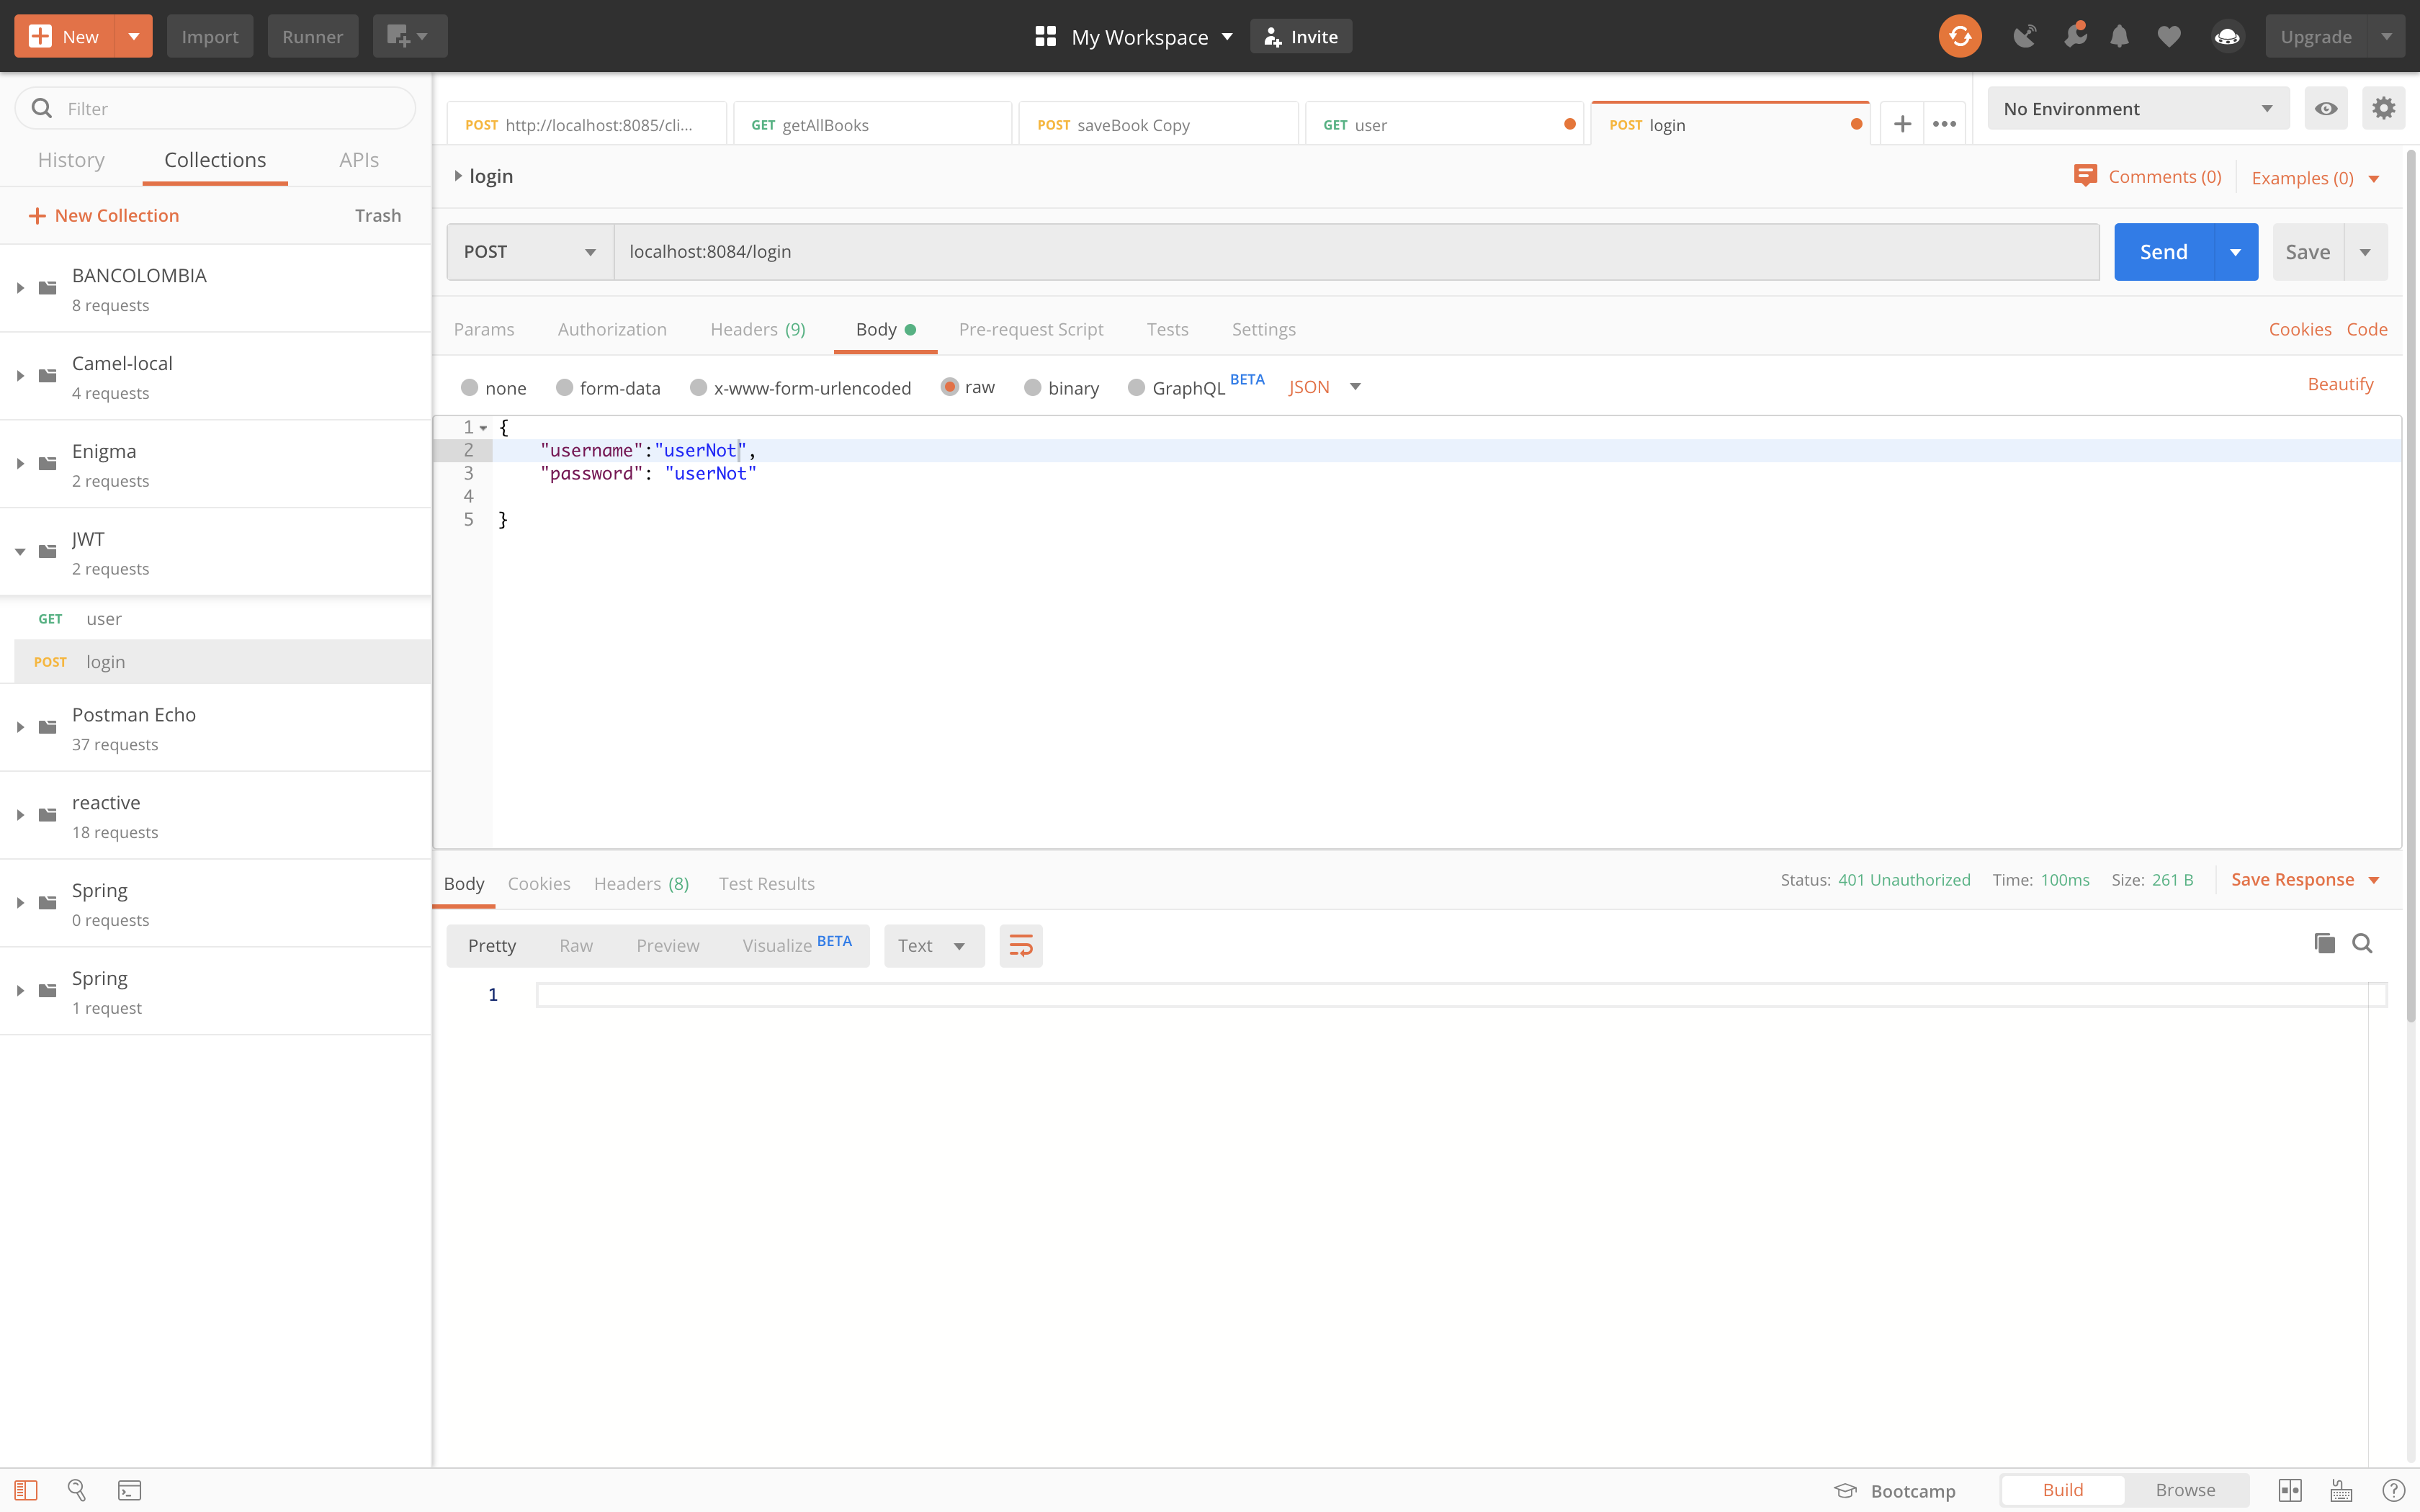 New
Import
Runner
My Workspace
Invite
Upgrade
Filter
History
Collections
APIs
New Collection
Trash
BANCOLOMBIA
8 requests
Camel-local
4 requests
Enigma
2 requests
JWT
2 requests
GET user
POST login
Postman Echo
37 requests
reactive
18 requests
Spring
0 requests
Spring
1 request
POST http://localhost:8085/cli...
GET getAllBooks
POST saveBook Copy
GET user
POST login
No Environment
login
Comments (0)
Examples (0)
POST
localhost:8084/login
Send
Save
Params
Authorization
Headers (9)
Body
Pre-request Script
Tests
Settings
Cookies
Code
none
form-data
x-www-form-urlencoded
raw
binary
GraphQL BETA
JSON
Beautify
1 {
2 "username":"userNot",
3 "password": "userNot"
4
5 }
Body
Cookies
Headers (8)
Test Results
Status: 401 Unauthorized
Time: 100ms
Size: 261 B
Save Response
Pretty
Raw
Preview
Visualize BETA
Text
1
Bootcamp
Build
Browse